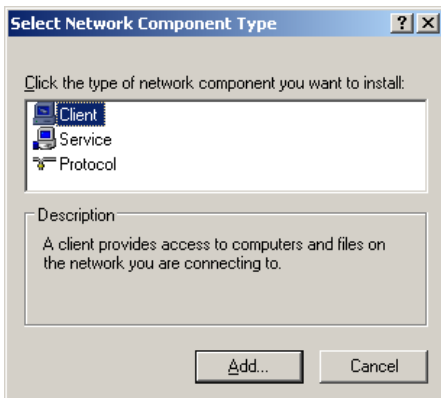 Select Network Component Type
Click the type of network component you want to install:
Client
Service
Protocol
Description
A client provides access to computers and files on
the network you are connecting to.
Add... Cancel